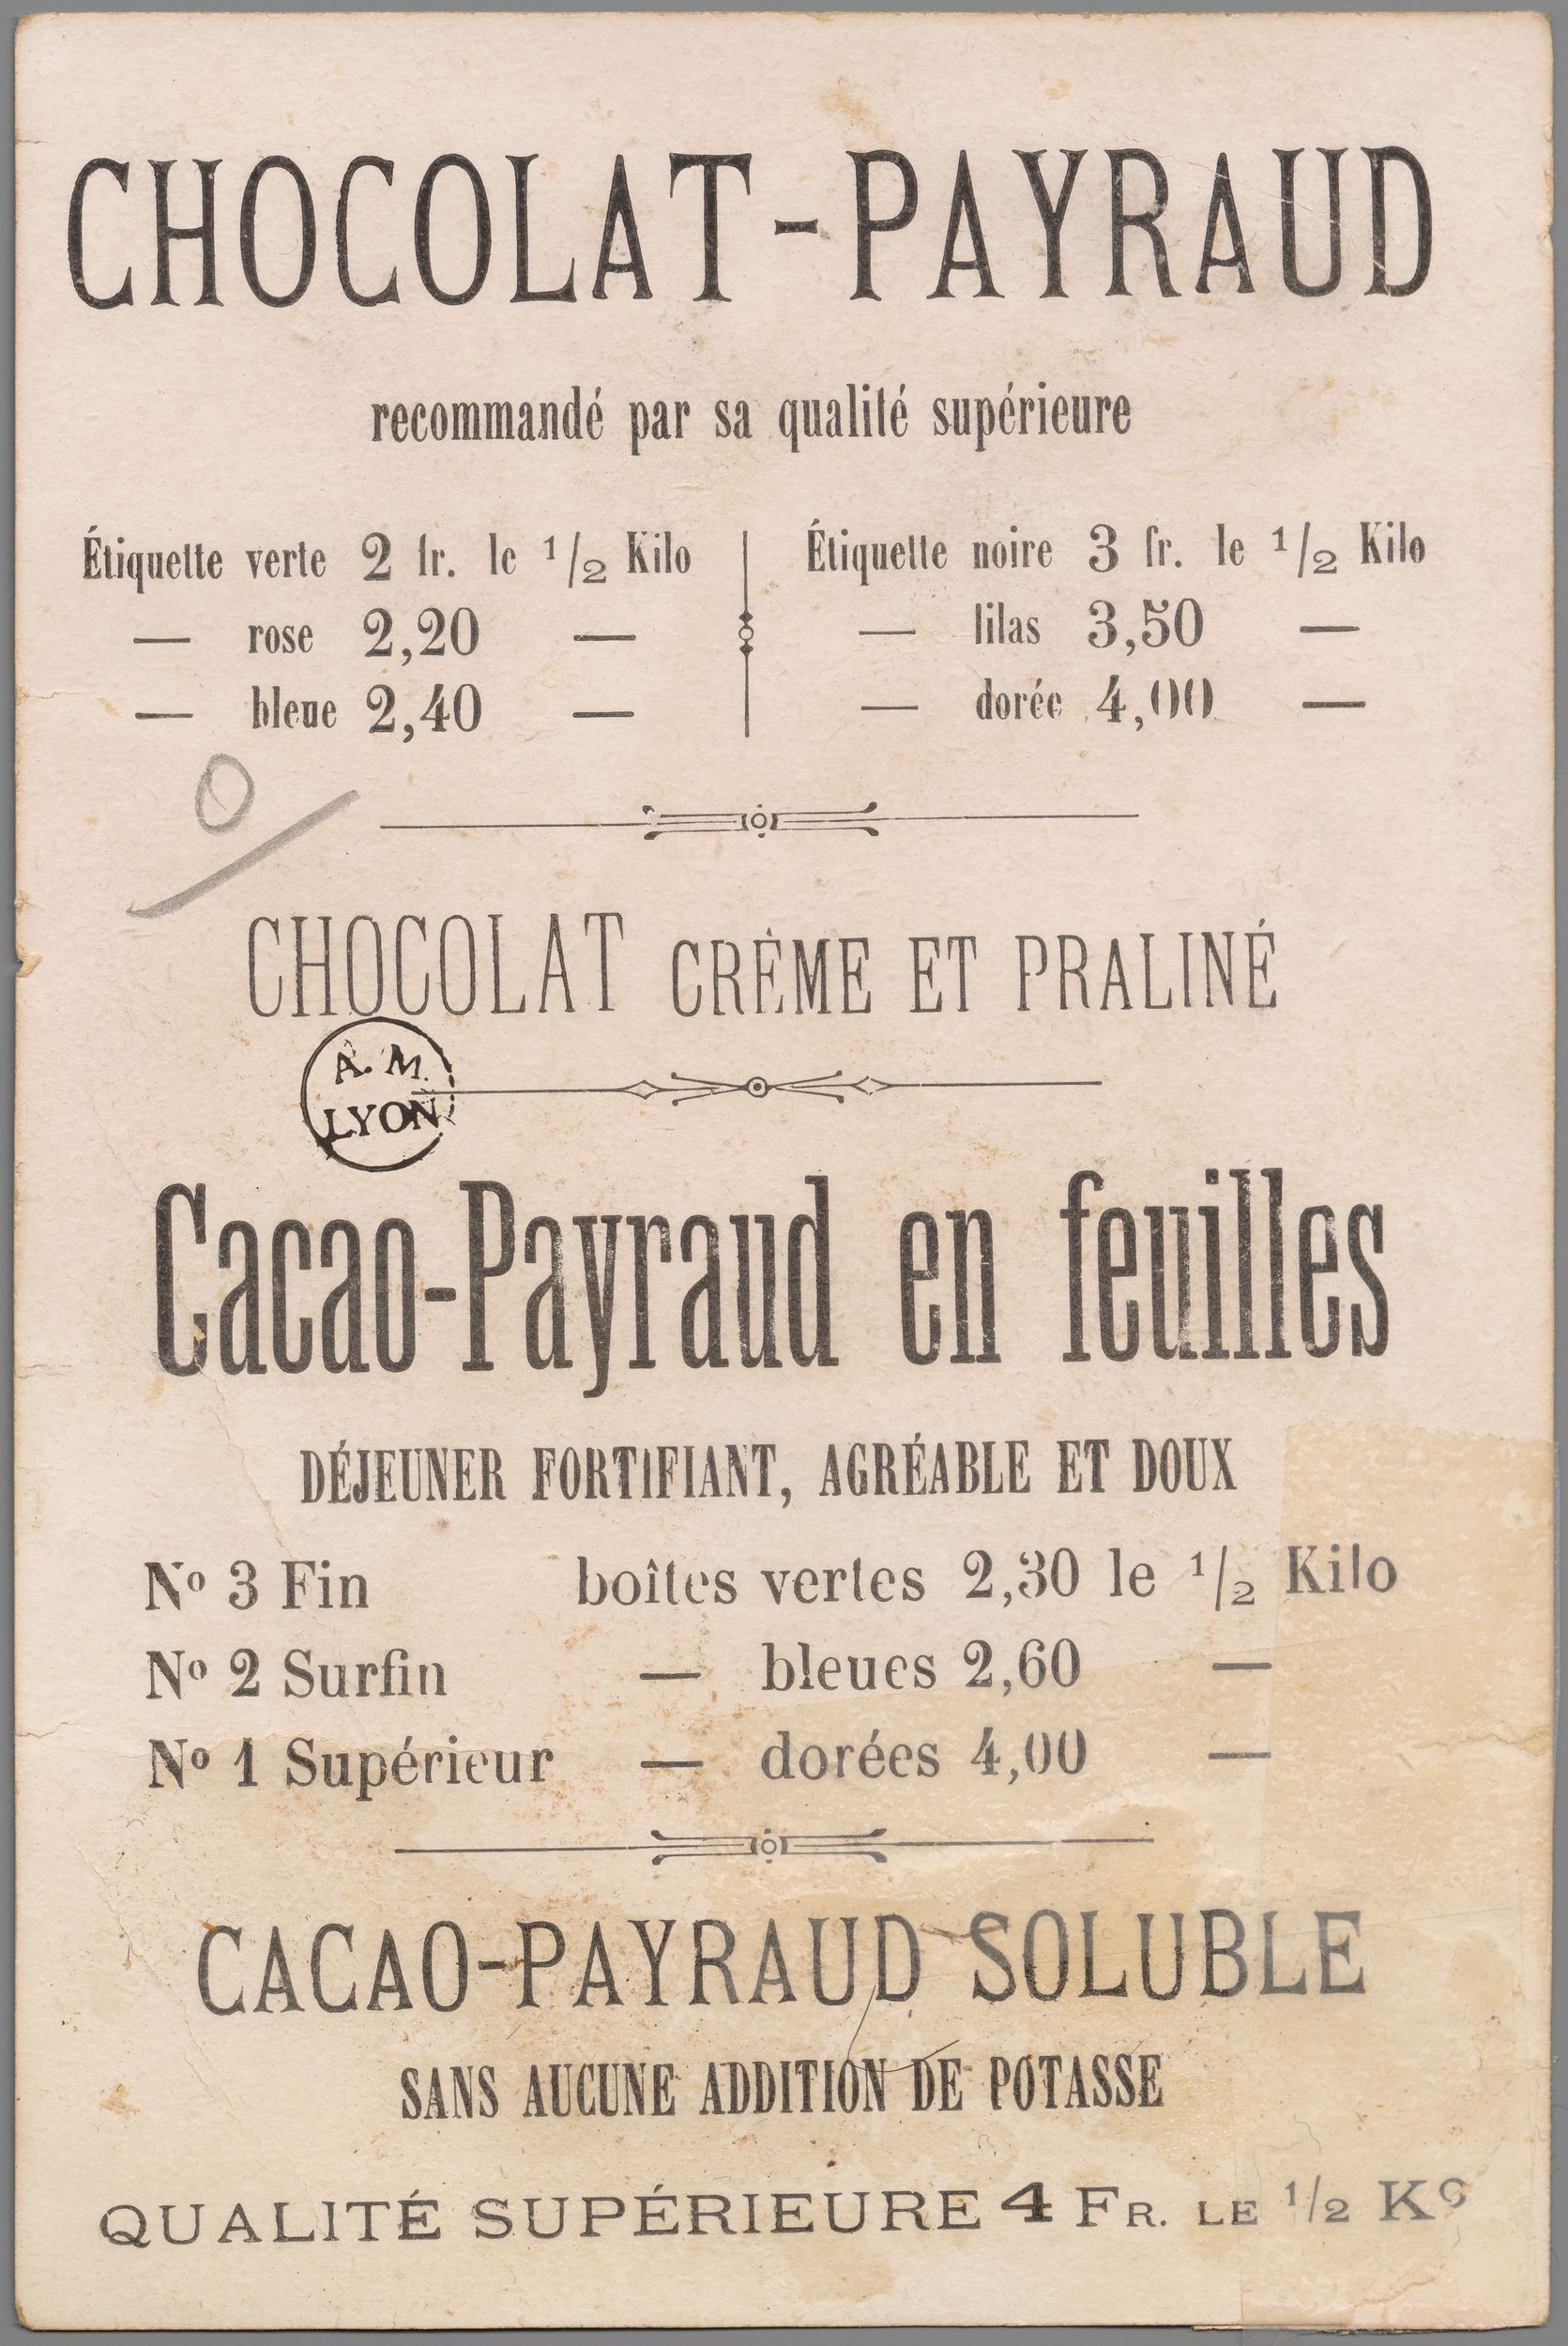 CHOCOLAT-PAYRAUD
recommandé par sa qualité supérieure
Étiquette verte 2 fr. le 1/2 Kilo
— rose 2,20 —
— bleue 2,40 —
Étiquette noire 3 fr. le 1/2 Kilo
— lilas 3,50 —
— dorée 4,00 —
0
CHOCOLAT CRÈME ET PRALINÉ
A. M.
LYON
Cacao-Payraud en feuilles
DÉJEUNER FORTIFIANT, AGRÉABLE ET DOUX
Nº 3 Fin boîtes vertes 2,30 le 1/2 Kilo
Nº 2 Surfin — bleues 2,60 —
Nº 1 Supérieur — dorées 4,00 —
CACAO-PAYRAUD SOLUBLE
SANS AUCUNE ADDITION DE POTASSE
QUALITÉ SUPÉRIEURE 4 FR. LE 1/2 Kº